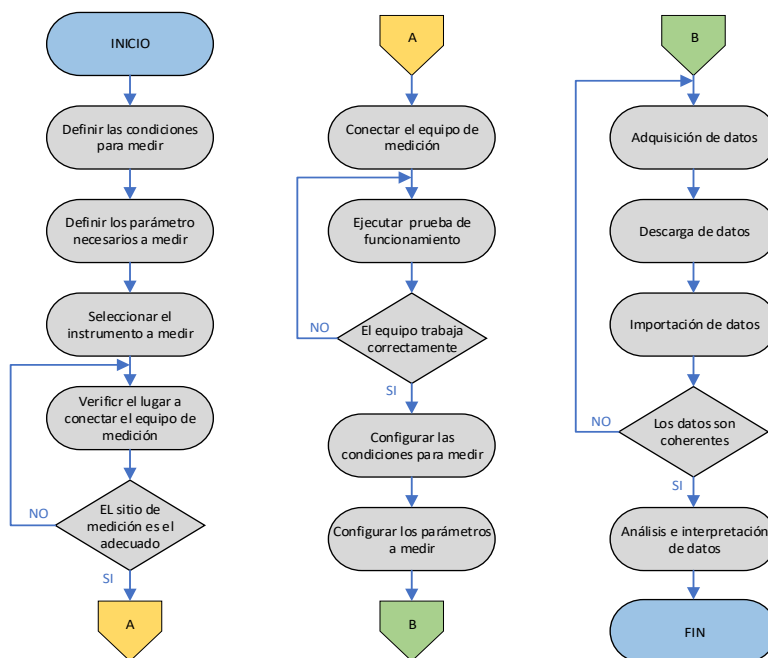 INICIO
Definir las condiciones
para medir
Definir los parámetro
necesarios a medir
Seleccionar el
instrumento a medir
Verificr el lugar a
conectar el equipo de
medición
EL sitio de
medición es el
adecuado
NO
SI
A
A
Conectar el equipo de
medición
Ejecutar prueba de
funcionamiento
El equipo trabaja
correctamente
NO
SI
Configurar las
condiciones para medir
Configurar los parámetros
a medir
B
B
Adquisición de datos
Descarga de datos
Importación de datos
Los datos son
coherentes
NO
SI
Análisis e interpretación
de datos
FIN